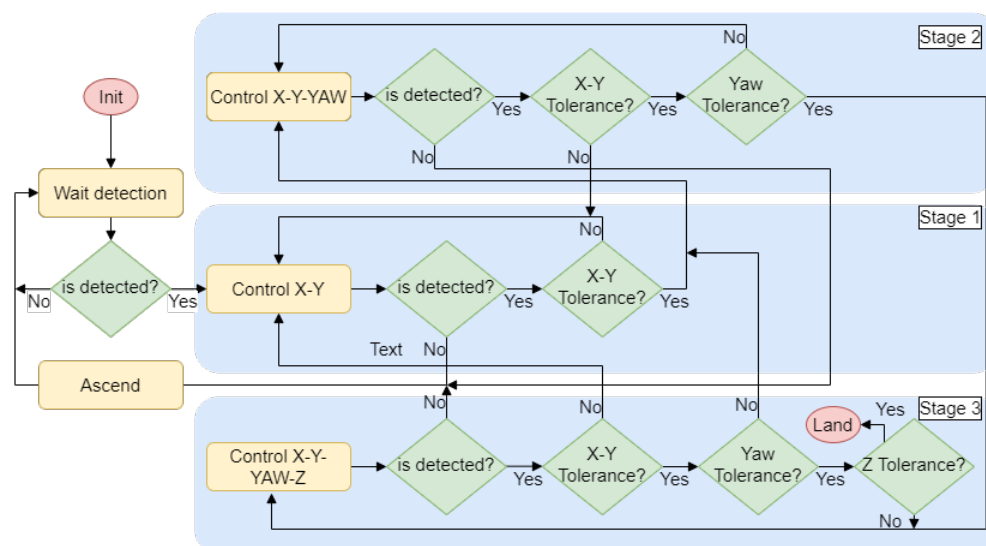 Stage 2
No
Init
Control X-Y-YAW
is detected?
Yes
X-Y
Tolerance?
Yes
Yaw
Tolerance?
Yes
No
No
Wait detection
Stage 1
No
is detected?
No
Yes
Control X-Y
is detected?
Yes
X-Y
Tolerance?
Yes
Text
No
Ascend
No
No
No
Yes
Stage 3
Land
Control X-Y-
YAW-Z
is detected?
Yes
X-Y
Tolerance?
Yes
Yaw
Tolerance?
Yes
Z Tolerance?
No